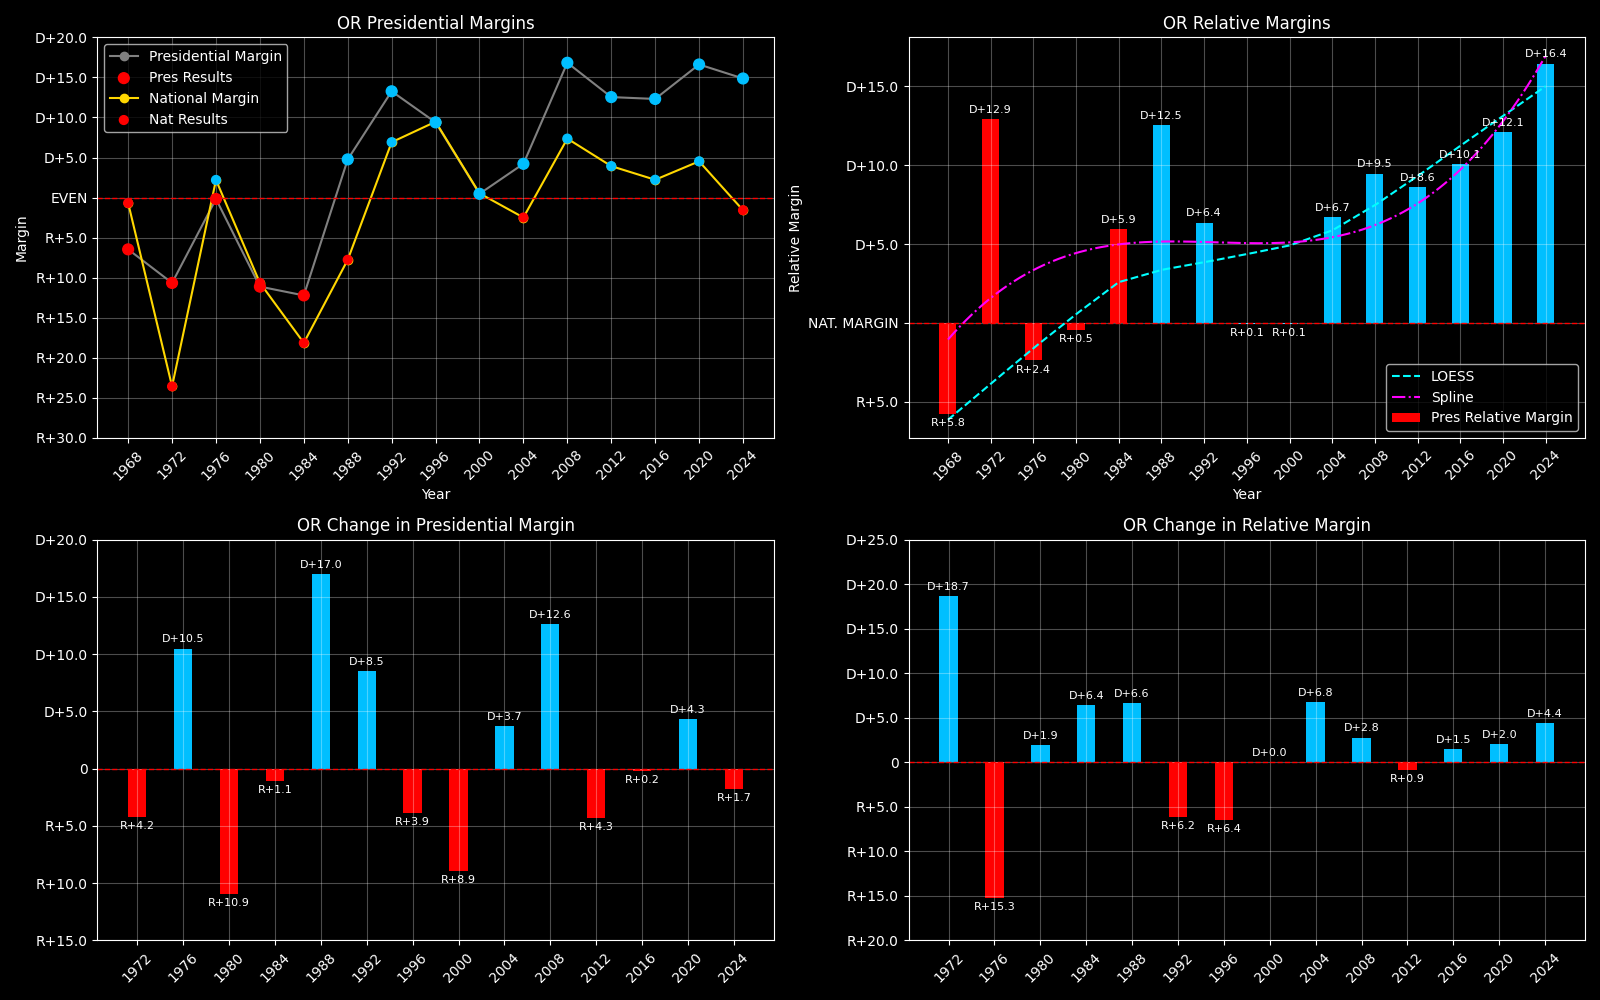 OR Presidential Margins
D+20.0
D+15.0
D+10.0
D+5.0
EVEN
R+5.0
R+10.0
R+15.0
R+20.0
R+25.0
R+30.0
Margin
Presidential Margin
Pres Results
National Margin
Nat Results
1968
1972
1976
1980
1984
1988
1992
1996
2000
2004
2008
2012
2016
2020
2024
Year
OR Relative Margins
D+15.0
D+10.0
D+5.0
NAT. MARGIN
R+5.0
Relative Margin
R+5.8
D+12.9
R+2.4
R+0.5
D+5.9
D+12.5
D+6.4
R+0.1
R+0.1
D+6.7
D+9.5
D+8.6
D+10.1
D+12.1
D+16.4
LOESS
Spline
Pres Relative Margin
1968
1972
1976
1980
1984
1988
1992
1996
2000
2004
2008
2012
2016
2020
2024
Year
OR Change in Presidential Margin
D+20.0
D+15.0
D+10.0
D+5.0
0
R+5.0
R+10.0
R+15.0
R+4.2
D+10.5
R+10.9
R+1.1
D+17.0
D+8.5
R+3.9
R+8.9
D+3.7
D+12.6
R+4.3
R+0.2
D+4.3
R+1.7
1972
1976
1980
1984
1988
1992
1996
2000
2004
2008
2012
2016
2020
2024
OR Change in Relative Margin
D+25.0
D+20.0
D+15.0
D+10.0
D+5.0
0
R+5.0
R+10.0
R+15.0
R+20.0
D+18.7
R+15.3
D+1.9
D+6.4
D+6.6
R+6.2
R+6.4
D+0.0
D+6.8
D+2.8
R+0.9
D+1.5
D+2.0
D+4.4
1972
1976
1980
1984
1988
1992
1996
2000
2004
2008
2012
2016
2020
2024